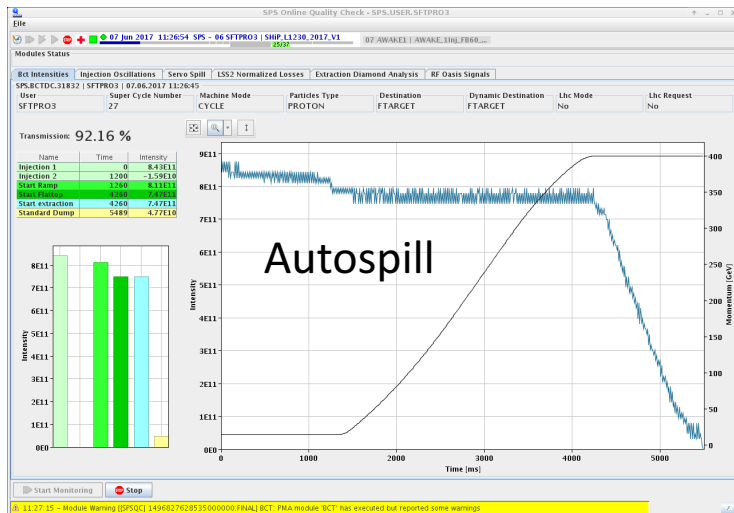 SPS Online Quality Check - SPS.USER.SFTPRO3
File
07 Jun 2017 11:26:54 SPS - 06 SFTPRO3 | SHiP_L1230_2017_V1
25/37
07 AWAKE1 | AWAKE_1Inj_FB60_...
Modules Status
Bct Intensities Injection Oscillations Servo Spill LSS2 Normalized Losses Extraction Diamond Analysis RF Oasis Signals
SPS.BCTDC.31832 | SFTPRO3 | 07.06.2017 11:26:45
User Super Cycle Number Machine Mode Particles Type Destination Dynamic Destination Lhc Mode Lhc Request
SFTPRO3 27 CYCLE PROTON FTARGET FTARGET No No
Transmission: 92.16 %
Name Time Intensity
Injection 1 0 8.43E11
Injection 2 1200 -1.59E10
Start Ramp 1260 8.11E11
Start Flattop 4260 7.47E11
Start extraction 4260 7.47E11
Standard Dump 5489 4.77E10
8E11
7E11
6E11
5E11
4E11
3E11
2E11
1E11
0E0
Intensity
9E11
8E11
7E11
6E11
5E11
4E11
3E11
2E11
1E11
0E0
Intensity
Autospill
400
350
300
250
200
150
100
50
0
Momentum [GeV]
0 1000 2000 3000 4000 5000
Time [ms]
Start Monitoring
STOP Stop
11:27:15 - Module Warning [[SPSQC] 1496827628535000000:FINAL] BCT: PMA module 'BCT' has executed but reported some warnings